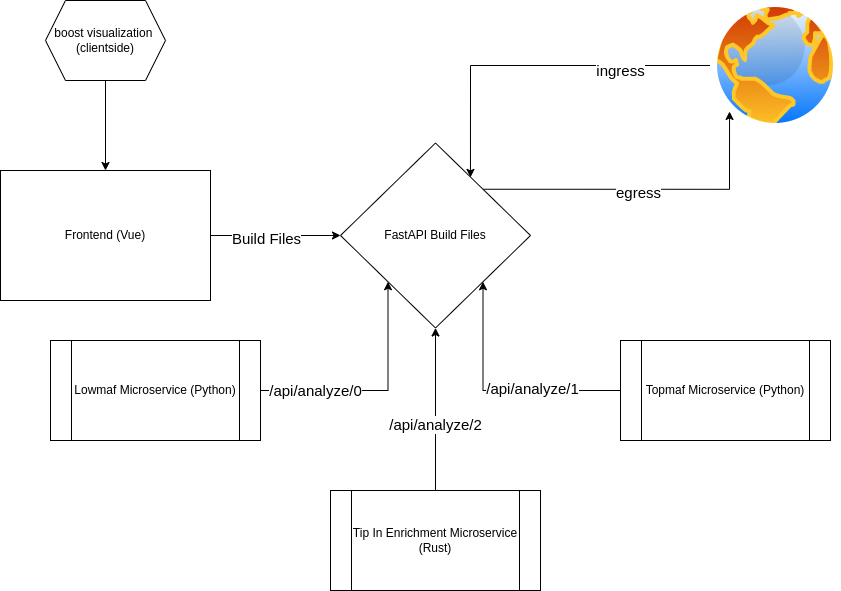 boost visualization
(clientside)
ingress
egress
Frontend (Vue)
Build Files
FastAPI Build Files
Lowmaf Microservice (Python)
/api/analyze/0
/api/analyze/1
Topmaf Microservice (Python)
/api/analyze/2
Tip In Enrichment Microservice
(Rust)